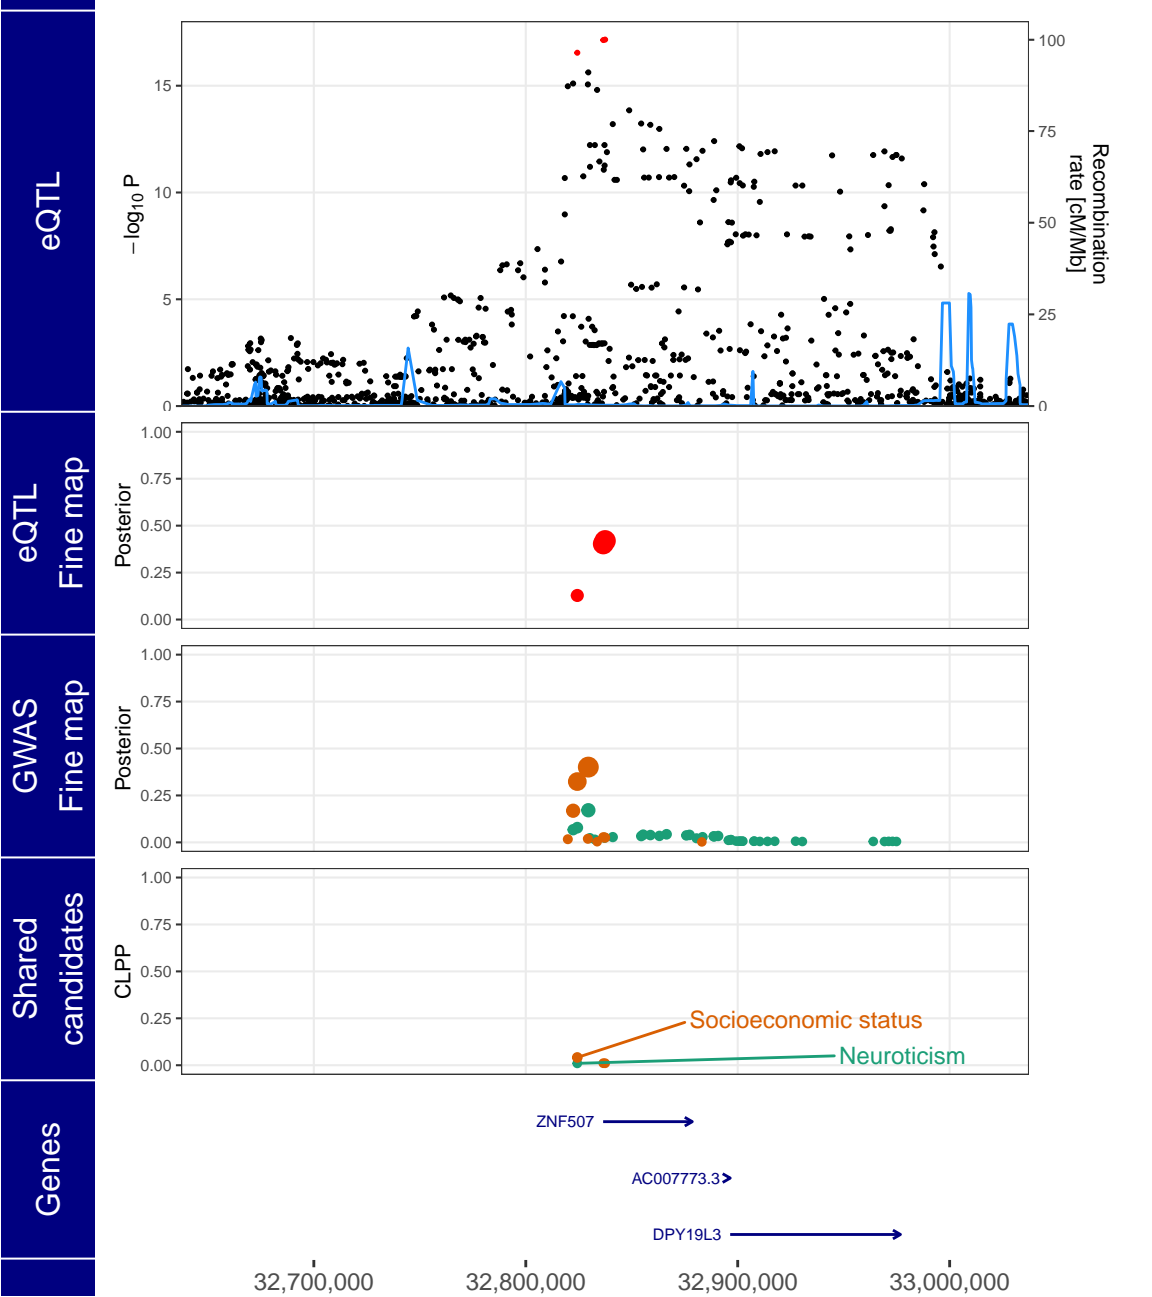 eQTL
−log10 P
15
10
5
0
100
75
50
25
0
Recombination
rate [cM/Mb]
eQTL
Fine map
Posterior
1.00
0.75
0.50
0.25
0.00
GWAS
Fine map
Posterior
1.00
0.75
0.50
0.25
0.00
Shared
candidates
CLPP
1.00
0.75
0.50
0.25
0.00
Socioeconomic status
Neuroticism
Genes
ZNF507
AC007773.3
DPY19L3
32,700,000
32,800,000
32,900,000
33,000,000